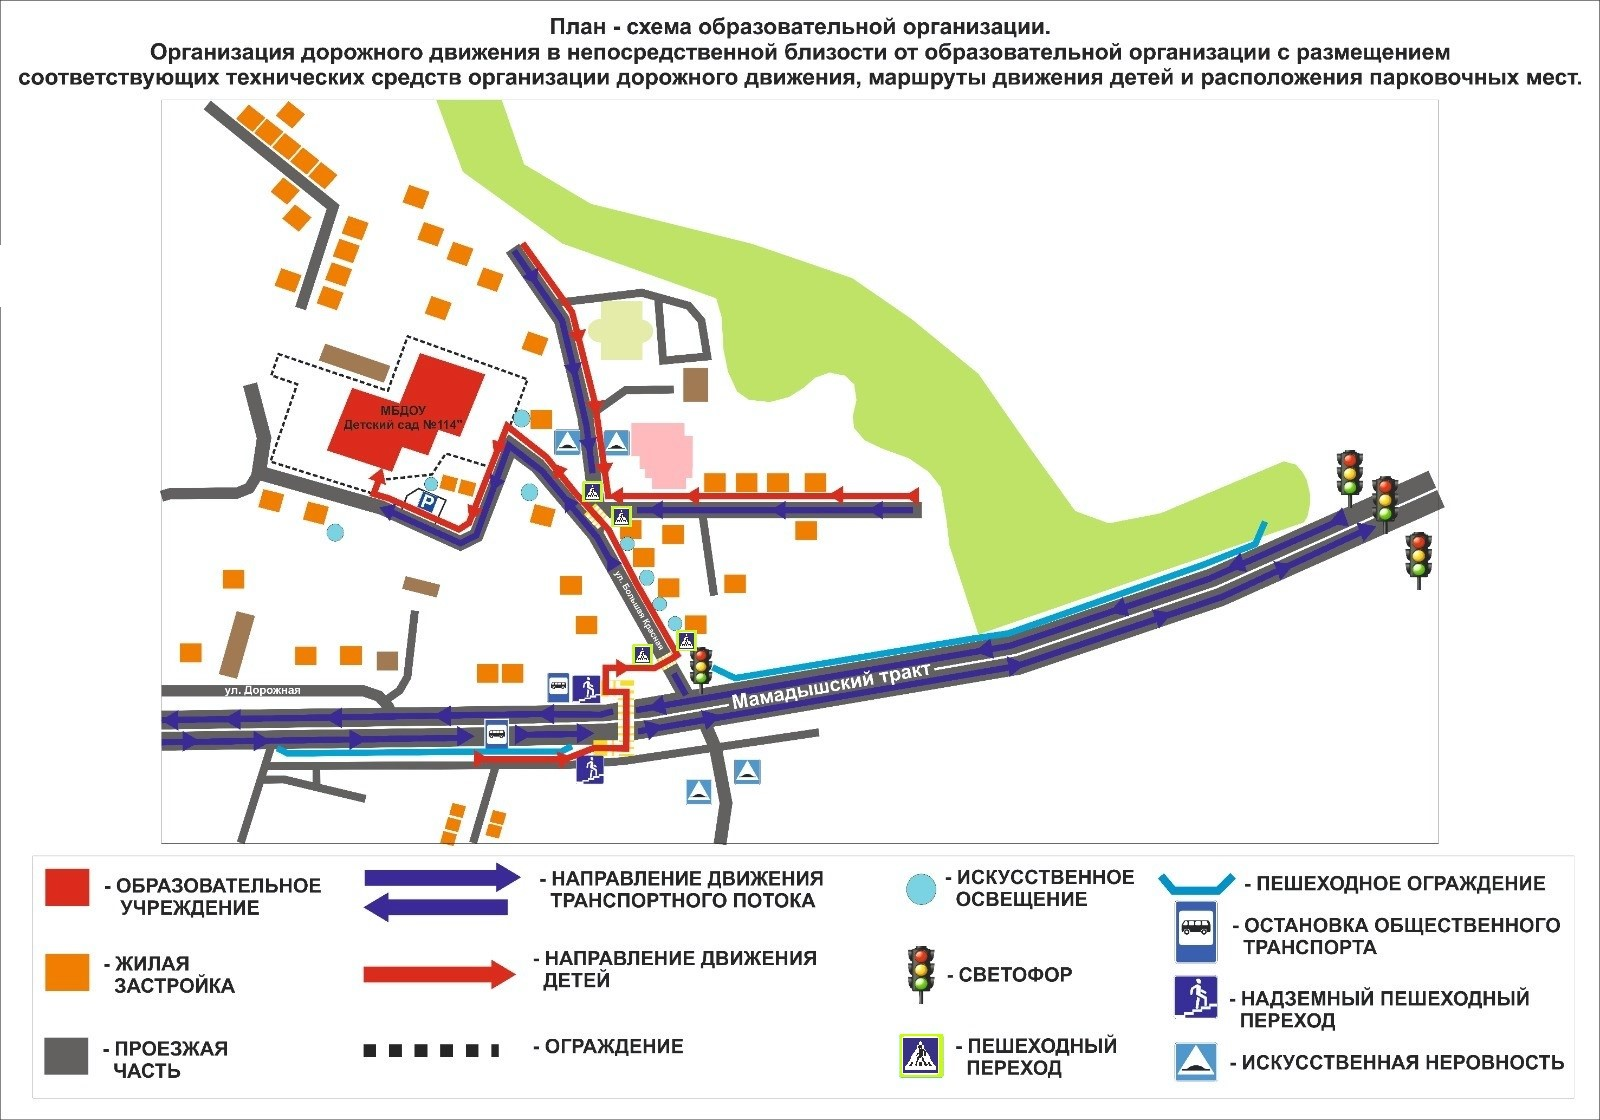 План - схема образовательной организации.
Организация дорожного движения в непосредственной близости от образовательной организации с размещением
соответствующих технических средств организации дорожного движения, маршруты движения детей и расположения парковочных мест.
МБДОУ
Детский сад №114"
P
ул. Большая Красная
ул. Дорожная
Мамадышский тракт
- ОБРАЗОВАТЕЛЬНОЕ
УЧРЕЖДЕНИЕ
- ЖИЛАЯ
ЗАСТРОЙКА
- ПРОЕЗЖАЯ
ЧАСТЬ
- НАПРАВЛЕНИЕ ДВИЖЕНИЯ
ТРАНСПОРТНОГО ПОТОКА
- НАПРАВЛЕНИЕ ДВИЖЕНИЯ
ДЕТЕЙ
- ОГРАЖДЕНИЕ
- ИСКУССТВЕННОЕ
ОСВЕЩЕНИЕ
- СВЕТОФОР
- ПЕШЕХОДНЫЙ
ПЕРЕХОД
- ПЕШЕХОДНОЕ ОГРАЖДЕНИЕ
- ОСТАНОВКА ОБЩЕСТВЕННОГО
ТРАНСПОРТА
- НАДЗЕМНЫЙ ПЕШЕХОДНЫЙ
ПЕРЕХОД
- ИСКУССТВЕННАЯ НЕРОВНОСТЬ